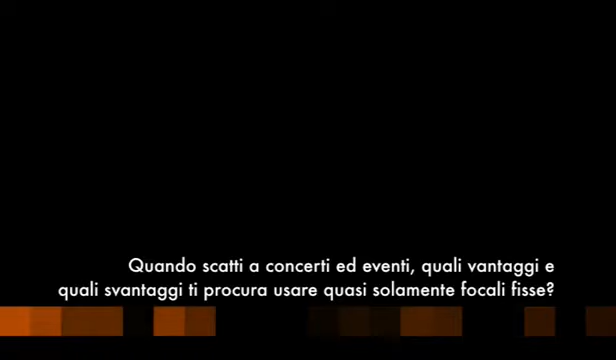 Quando scatti a concerti ed eventi, quali vantaggi e
quali svantaggi ti procura usare quasi solamente focali fisse?